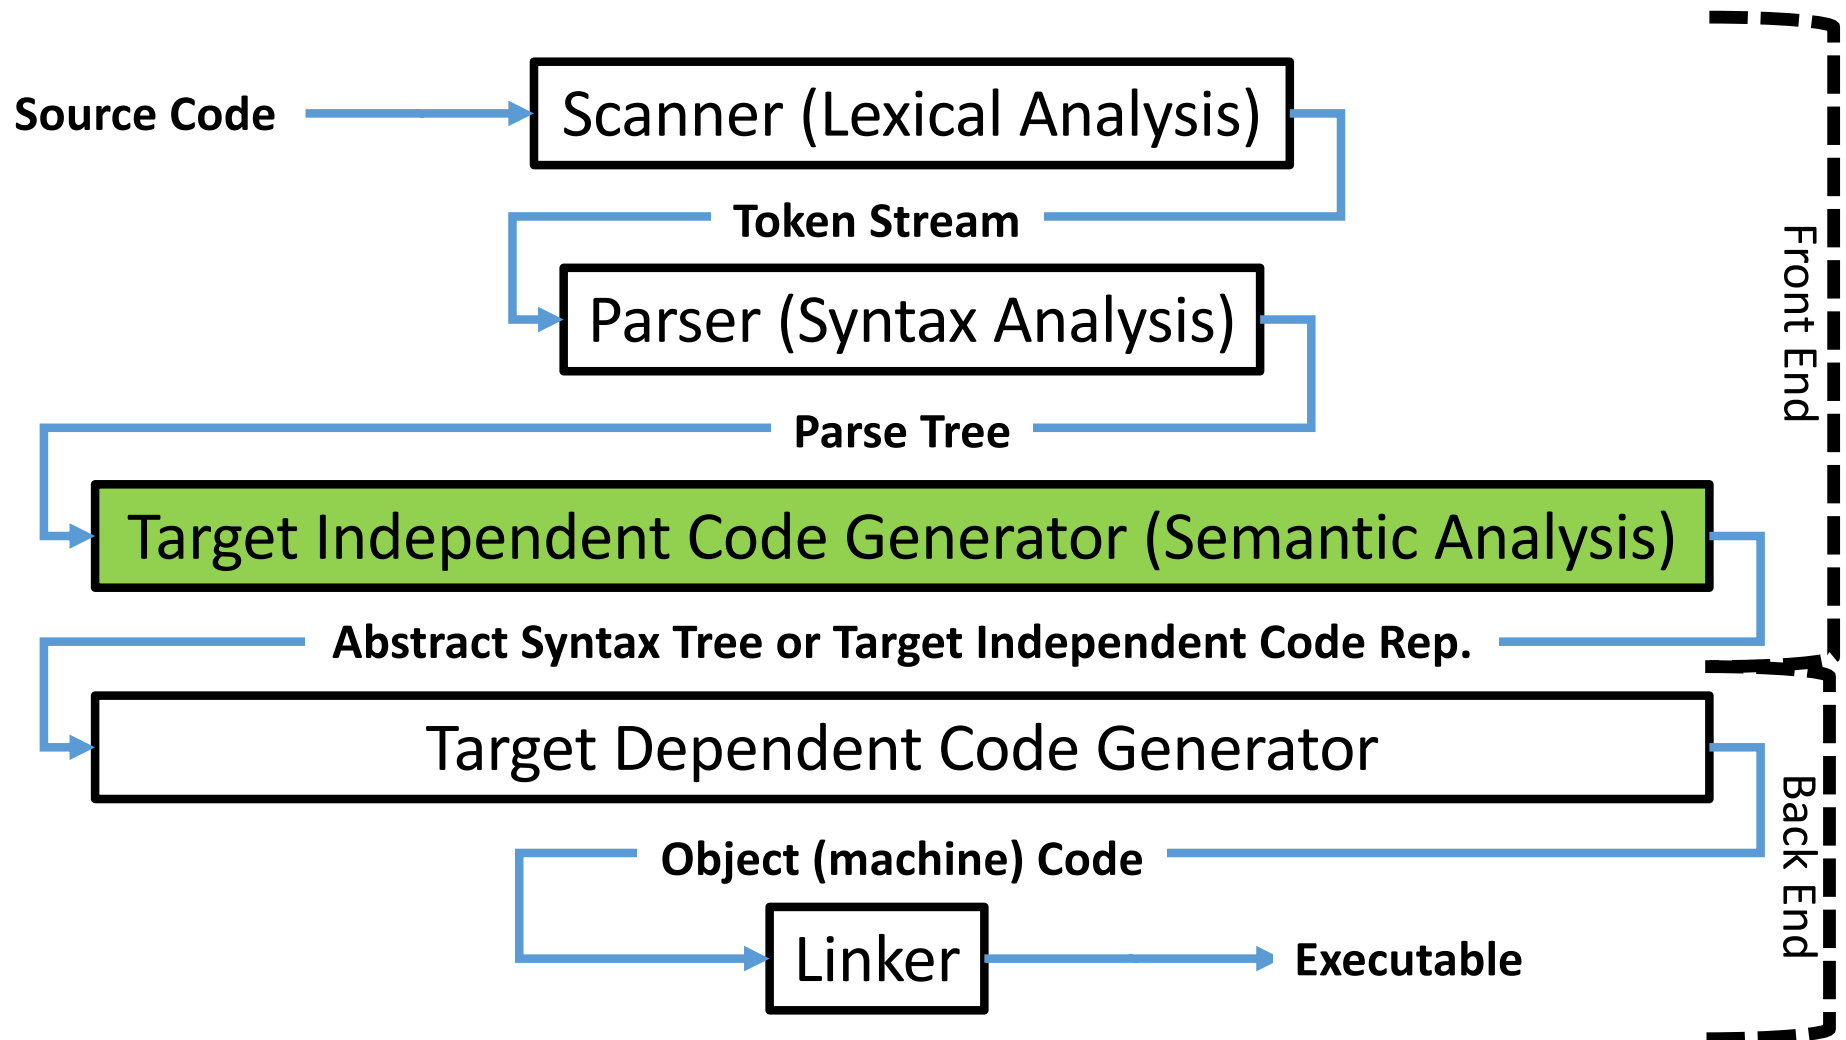 Source Code
Scanner (Lexical Analysis)
Token Stream
Parser (Syntax Analysis)
Parse Tree
Target Independent Code Generator (Semantic Analysis)
Abstract Syntax Tree or Target Independent Code Rep.
Target Dependent Code Generator
Object (machine) Code
Linker
Executable
Front End
Back End